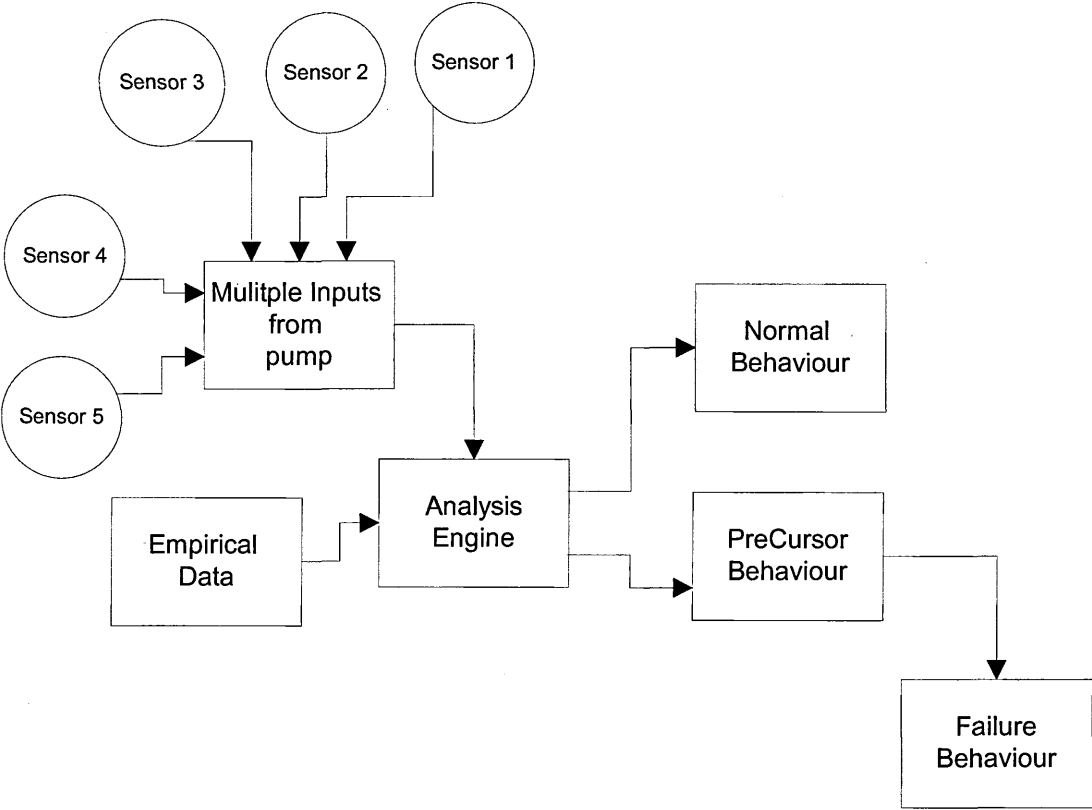 Sensor 3
Sensor 2
Sensor 1
Sensor 4
Mulitple Inputs
from
pump
Sensor 5
Normal
Behaviour
Analysis
Engine
Empirical
Data
PreCursor
Behaviour
Failure
Behaviour